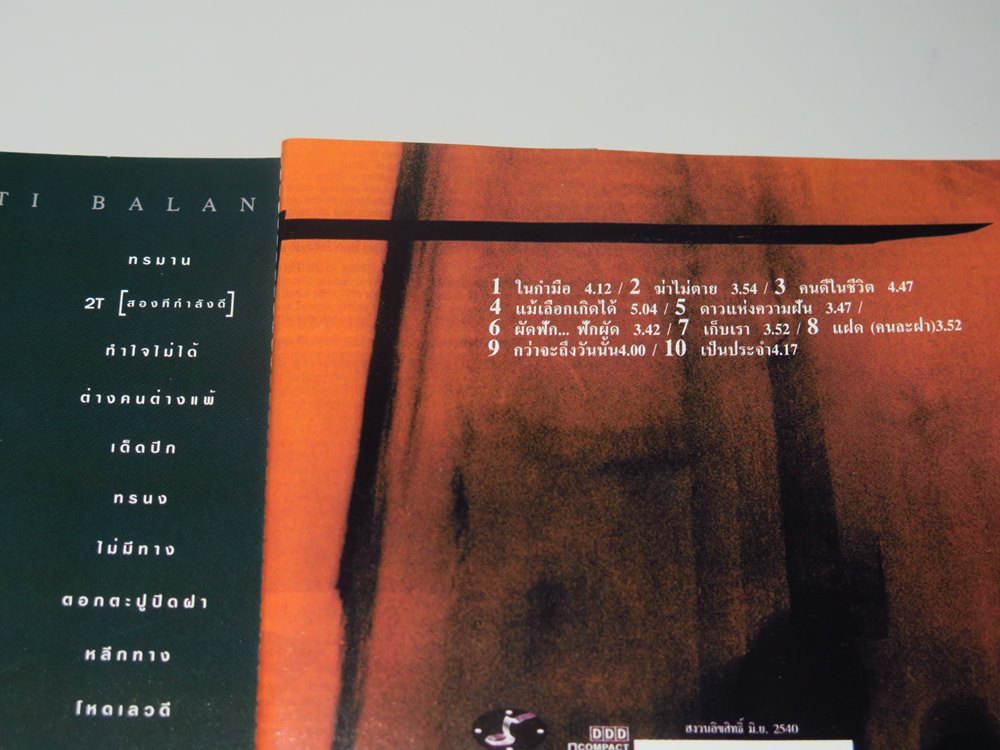 TI BALAN
ทรมาน
2T [สองทีกำลังดี]
ทำใจไม่ได้
ต่างคนต่างแพ้
เด็ดปีก
ทรนง
ไม่มีทาง
ตอกตะปูปิดฝา
หลีกทาง
โหดเลวดี
1 ในกำมือ 4.12 / 2 ฆ่าไม่ตาย 3.54 / 3 คนดีในชีวิต 4.47
4 แม้เลือกเกิดได้ 5.04 / 5 ดาวแห่งความฝัน 3.47 /
6 ผัดฟัก... ฟักผัด 3.42 / 7 เก็บเรา 3.52 / 8 แฝด (คนละฝา)3.52
9 กว่าจะถึงวันนั้น4.00 / 10 เป็นประจำ4.17
สงวนลิขสิทธิ์ มิ.ย. 2540
DDD
COMPACT